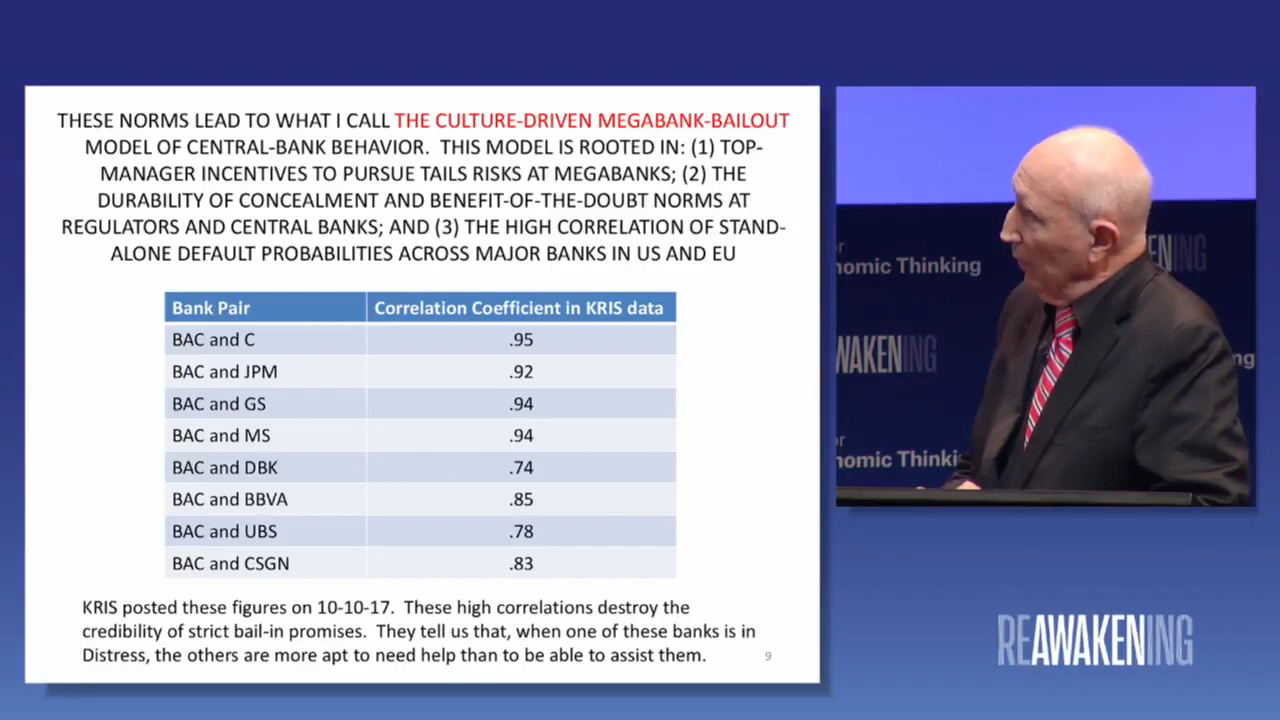 THESE NORMS LEAD TO WHAT I CALL THE CULTURE-DRIVEN MEGABANK-BAILOUT
MODEL OF CENTRAL-BANK BEHAVIOR. THIS MODEL IS ROOTED IN: (1) TOP-
MANAGER INCENTIVES TO PURSUE TAILS RISKS AT MEGABANKS; (2) THE
DURABILITY OF CONCEALMENT AND BENEFIT-OF-THE-DOUBT NORMS AT
REGULATORS AND CENTRAL BANKS; AND (3) THE HIGH CORRELATION OF STAND-
ALONE DEFAULT PROBABILITIES ACROSS MAJOR BANKS IN US AND EU
Bank Pair Correlation Coefficient in KRIS data
BAC and C .95
BAC and JPM .92
BAC and GS .94
BAC and MS .94
BAC and DBK .74
BAC and BBVA .85
BAC and UBS .78
BAC and CSGN .83
KRIS posted these figures on 10-10-17. These high correlations destroy the
credibility of strict bail-in promises. They tell us that, when one of these banks is in
Distress, the others are more apt to need help than to be able to assist them.
9
or
nomic Thinking
WAKENING
or
nomic Thinki
ENING
ng
REAWAKENING